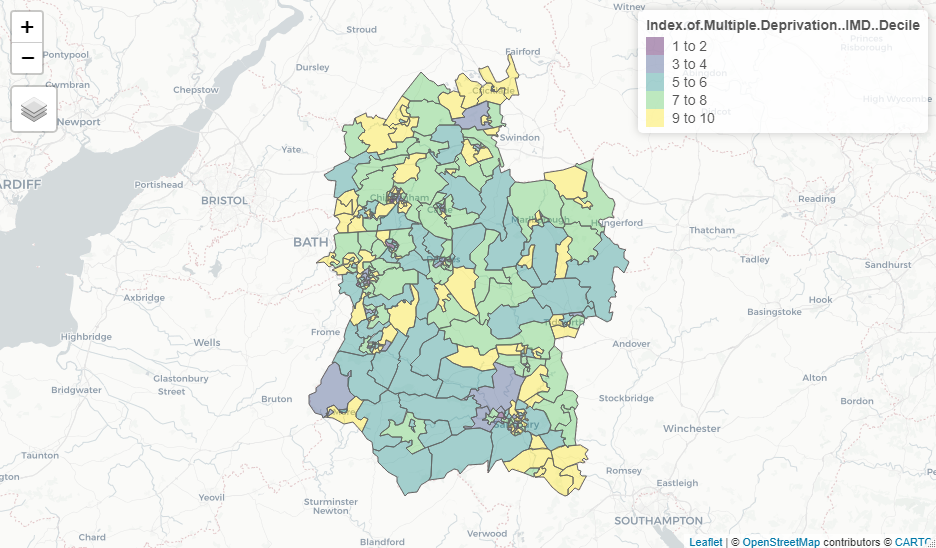 +
−
Index.of.Multiple.Deprivation..IMD..Decile
1 to 2
3 to 4
5 to 6
7 to 8
9 to 10
Witney
Stroud
Fairford
Princes
Risborough
Pontypool
Dursley
Cwmbran
Chepstow
Cricklade
High Wycombe
Newport
Swindon
Yate
CARDIFF
Portishead
Chippenham
Reading
BRISTOL
Marlborough
Hungerford
Thatcham
BATH
Tadley
Sandhurst
Axbridge
Hook
Basingstoke
Highbridge
Frome
Wells
Andover
Glastonbury
Street
Bridgwater
Alton
Bruton
Stockbridge
Bordon
Salisbury
Winchester
Taunton
Romsey
Eastleigh
Yeovil
Sturminster
Newton
SOUTHAMPTON
Chard
Blandford
Verwood
Leaflet | © OpenStreetMap contributors © CARTO